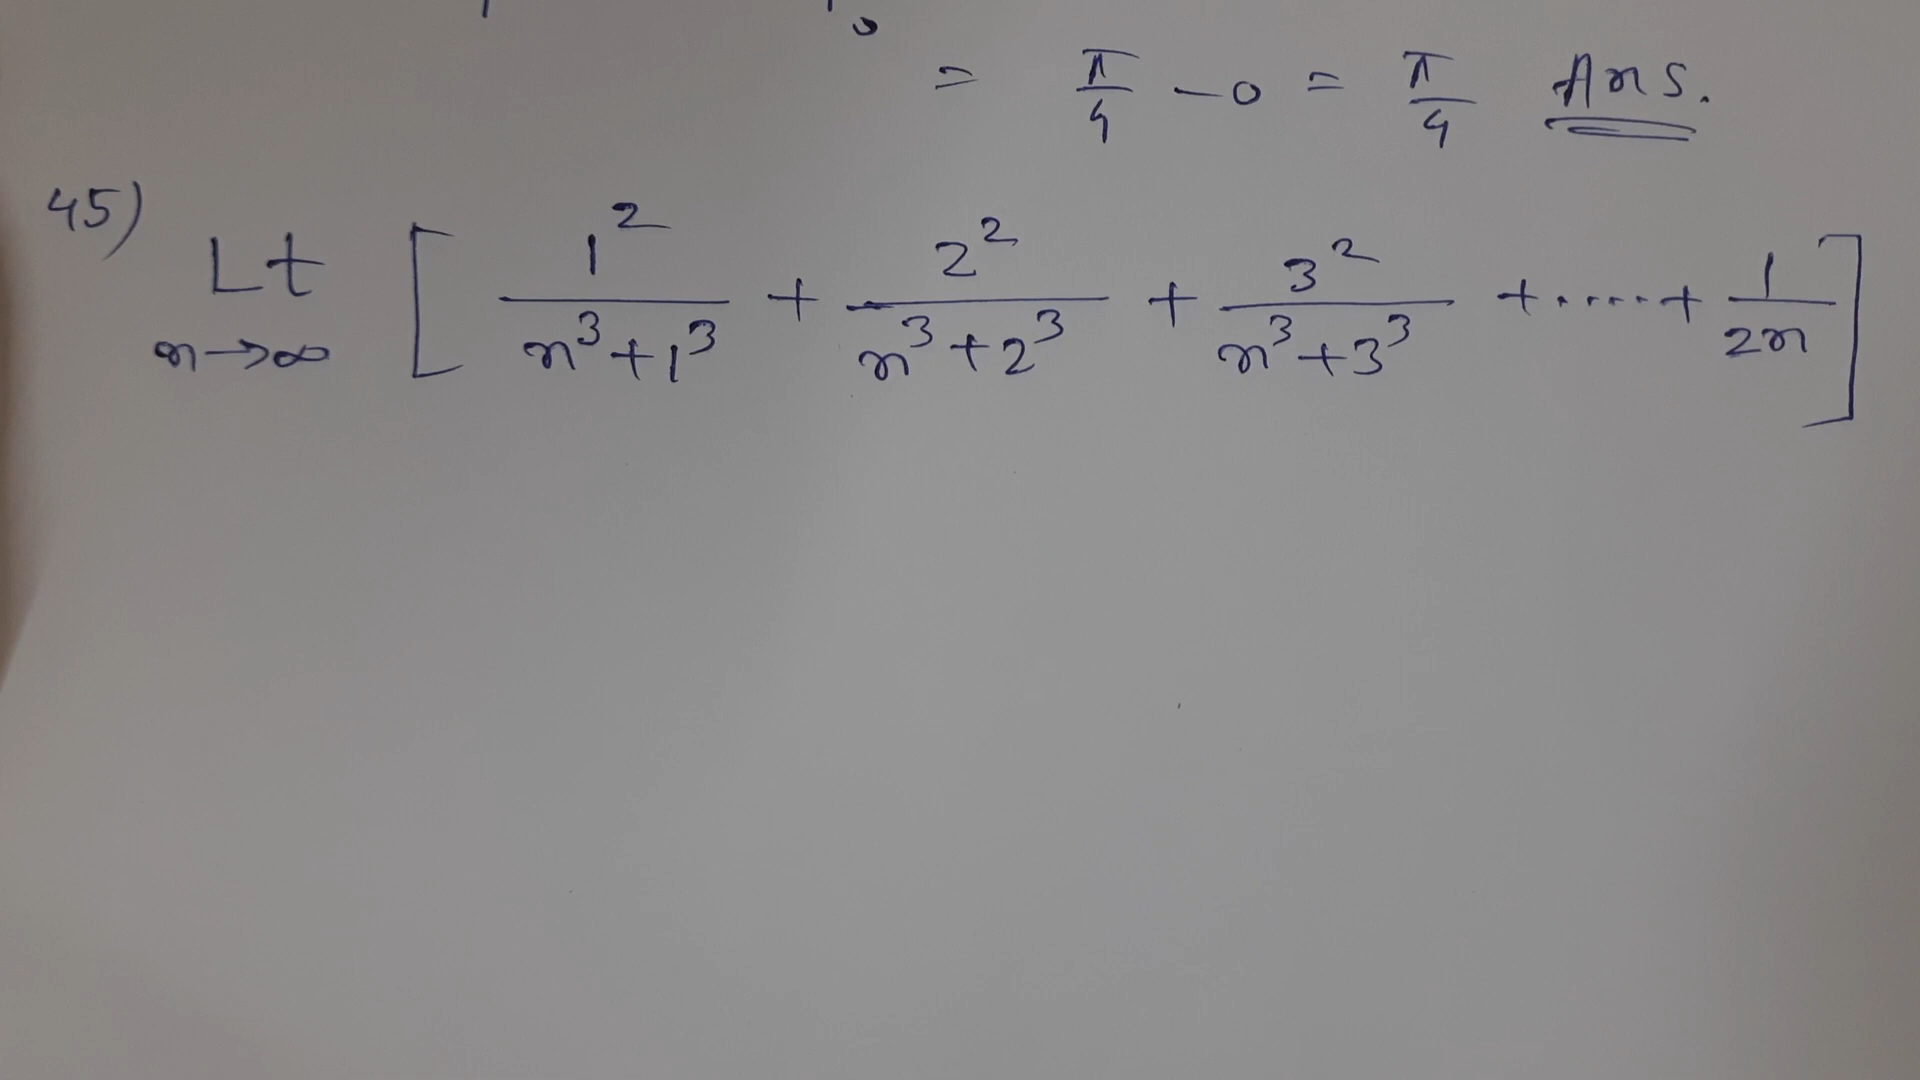 = π/4 - 0 = π/4 Ans.
45) Lt n→∞ [ 1²/(n³+1³) + 2²/(n³+2³) + 3²/(n³+3³) + ..... + 1/2n ]